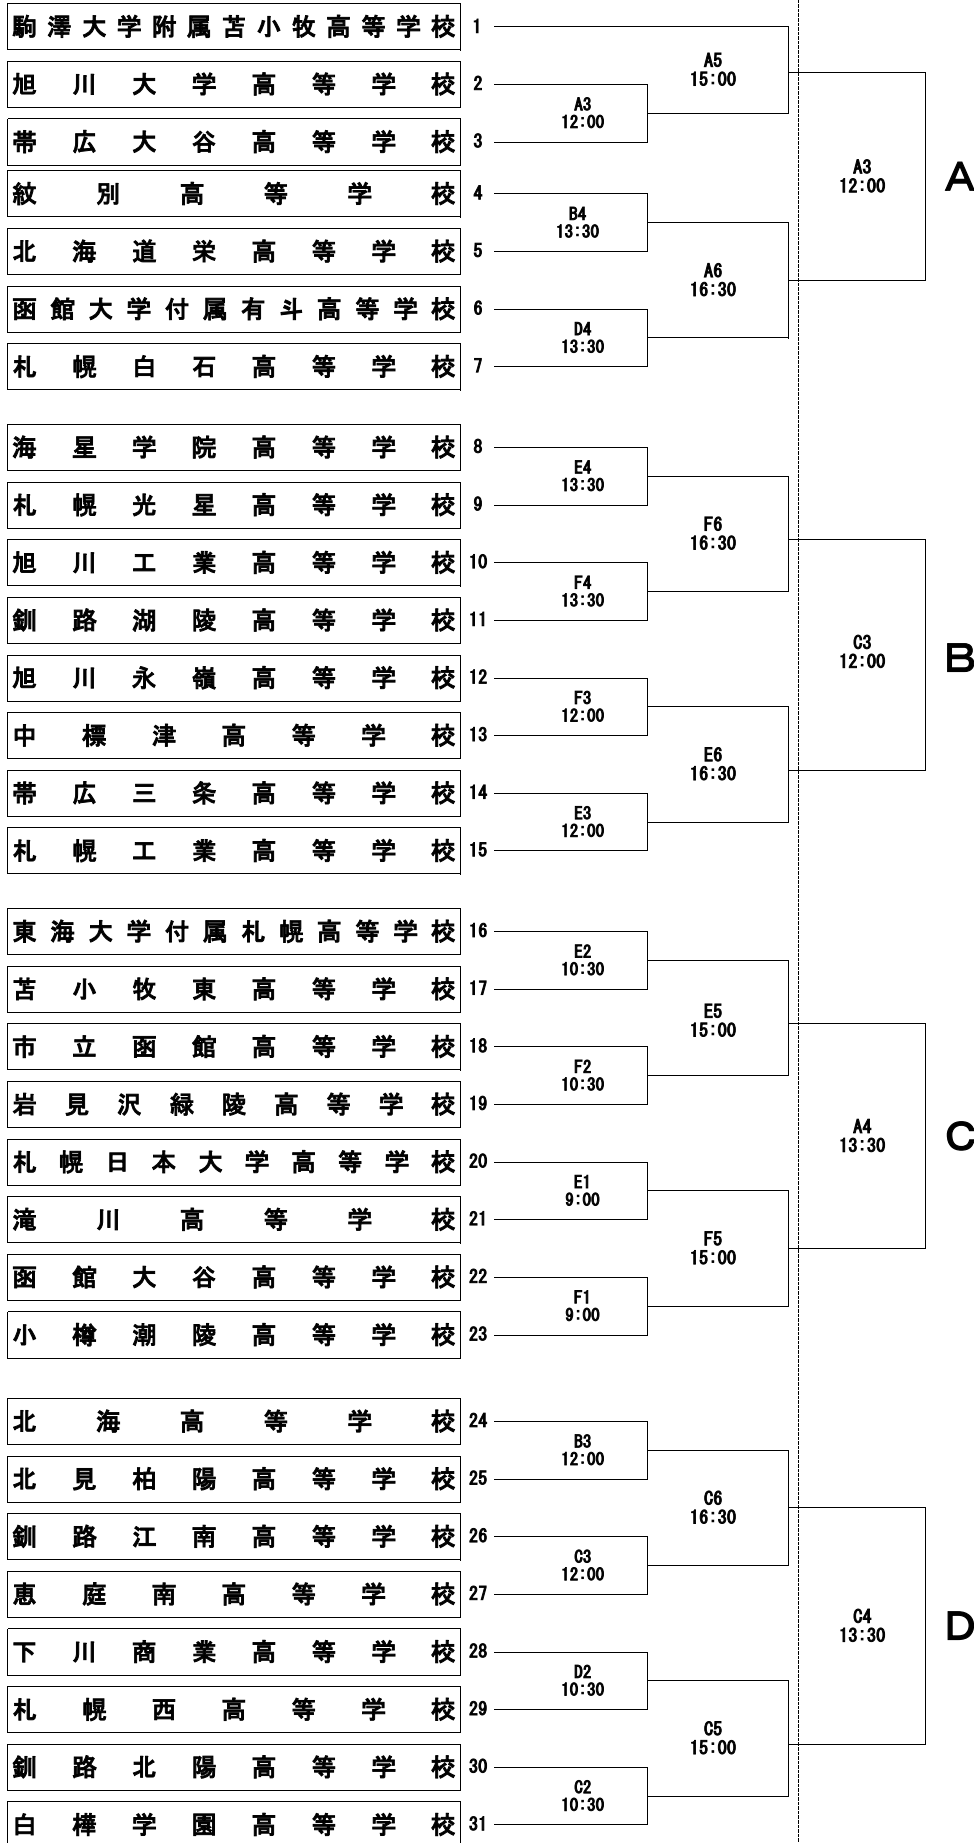 駒澤大学附属苫小牧高等学校 1
A5
15:00
旭川大学高等学校 2
A3
12:00
帯広大谷高等学校 3
A3
12:00
A
紋別高等学校 4
B4
13:30
北海道栄高等学校 5
A6
16:30
函館大学付属有斗高等学校 6
D4
13:30
札幌白石高等学校 7
海星学院高等学校 8
E4
13:30
札幌光星高等学校 9
F6
16:30
旭川工業高等学校 10
F4
13:30
釧路湖陵高等学校 11
C3
12:00
B
旭川永嶺高等学校 12
F3
12:00
中標津高等学校 13
E6
16:30
帯広三条高等学校 14
E3
12:00
札幌工業高等学校 15
東海大学付属札幌高等学校 16
E2
10:30
苫小牧東高等学校 17
E5
15:00
市立函館高等学校 18
F2
10:30
岩見沢緑陵高等学校 19
A4
13:30
C
札幌日本大学高等学校 20
E1
9:00
滝川高等学校 21
F5
15:00
函館大谷高等学校 22
F1
9:00
小樽潮陵高等学校 23
北海高等学校 24
B3
12:00
北見柏陽高等学校 25
C6
16:30
釧路江南高等学校 26
C3
12:00
恵庭南高等学校 27
C4
13:30
D
下川商業高等学校 28
D2
10:30
札幌西高等学校 29
C5
15:00
釧路北陽高等学校 30
C2
10:30
白樺学園高等学校 31